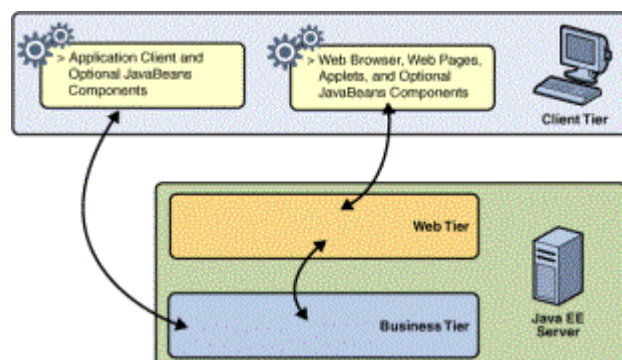 > Application Client and
Optional JavaBeans
Components
> Web Browser, Web Pages,
Applets, and Optional
JavaBeans Components
Client Tier
Web Tier
Business Tier
Java EE
Server